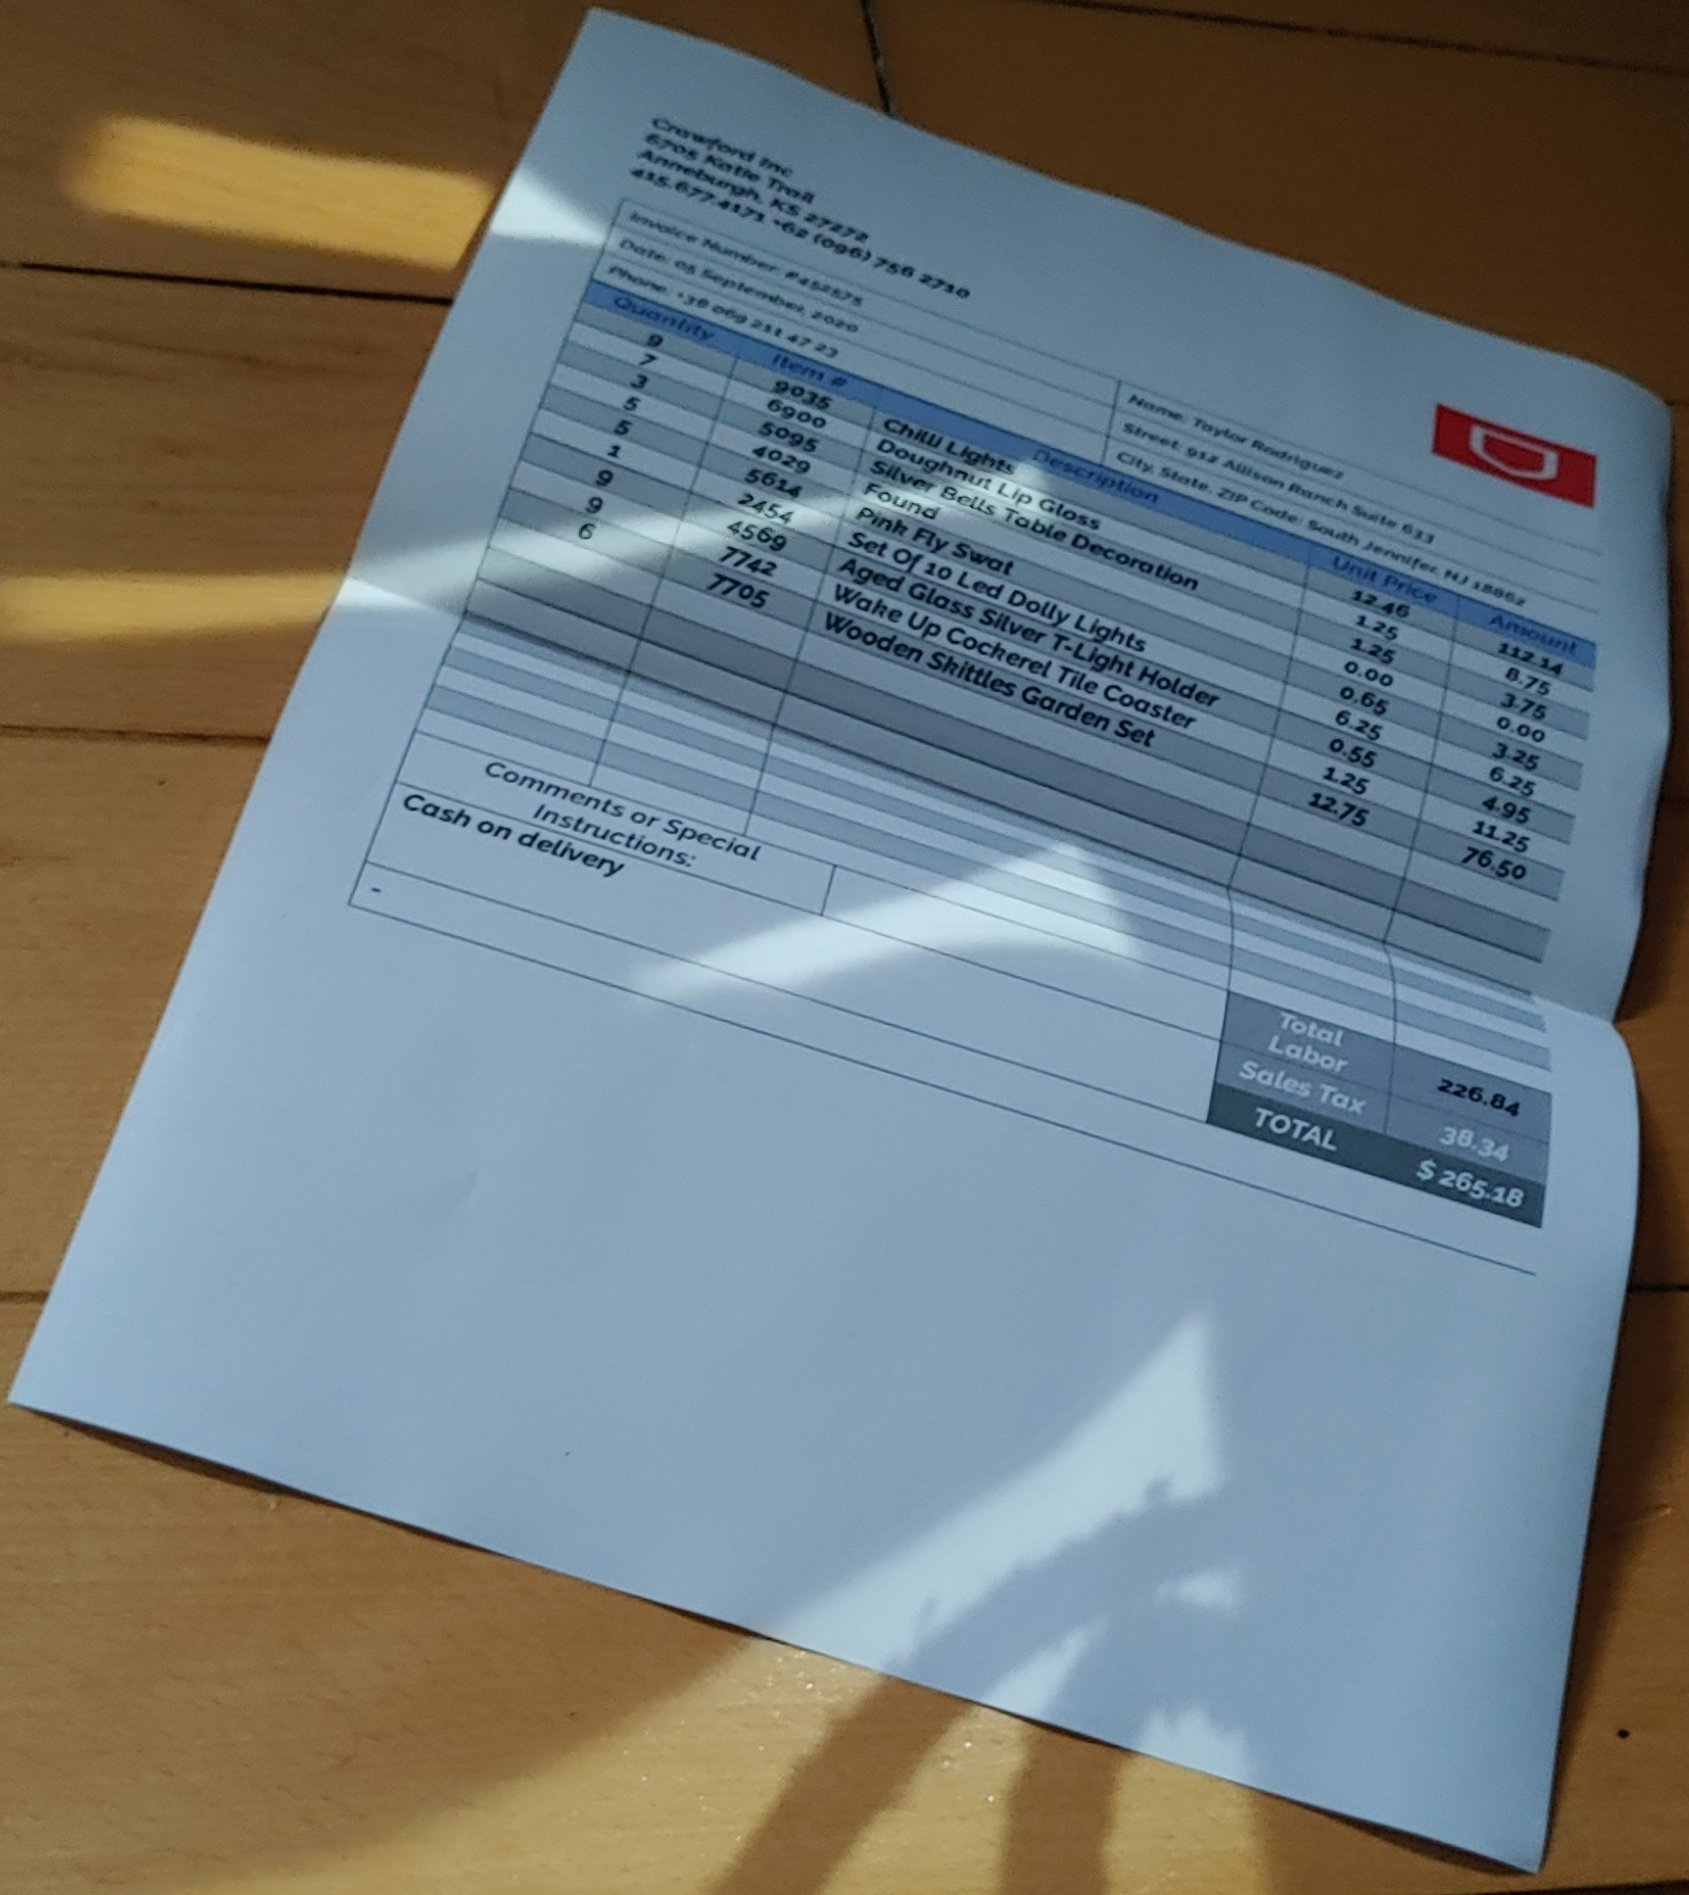 Crawford Inc
6705 Katie Trail
Anneburgh, KS 27272
415.677.4171 +62 (096) 756 2710
Invoice Number: #452575
Date: 05 September, 2020
Phone: +36 069 211 47 23
Name: Taylor Rodriguez
Street: 912 Allison Ranch Suite 633
City, State, ZIP Code: South Jennifer, NJ 18862
Quantity Item # Description Unit Price Amount
9 9035 Chilli Lights 12.46 112.14
7 6900 Doughnut Lip Gloss 1.25 8.75
3 5095 Silver Bells Table Decoration 1.25 3.75
5 4029 Found 0.00 0.00
5 5614 Pink Fly Swat 0.65 3.25
1 2454 Set Of 10 Led Dolly Lights 6.25 6.25
9 4569 Aged Glass Silver T-Light Holder 0.55 4.95
9 7742 Wake Up Cocherel Tile Coaster 1.25 11.25
6 7705 Wooden Skittles Garden Set 12.75 76.50
Comments or Special
Instructions:
Cash on delivery
-
Total
Labor 226.84
Sales Tax 38.34
TOTAL $ 265.18